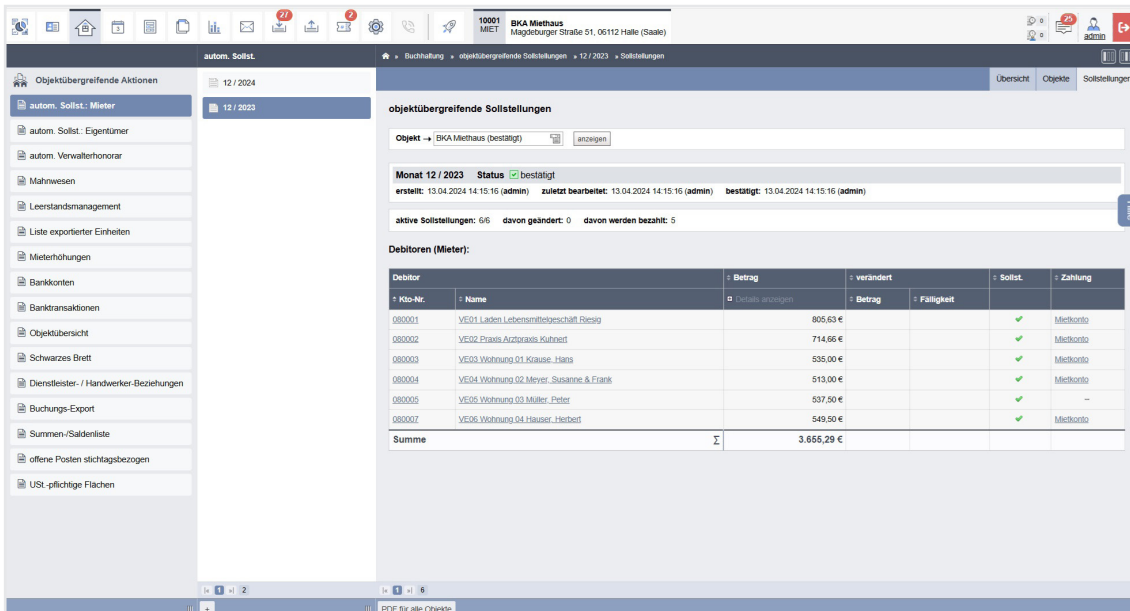 27
2
10001
MIET
BKA Miethaus
Magdeburger Straße 51, 06112 Halle (Saale)
0
0
25
admin
autom. Sollst.
» Buchhaltung » objektübergreifende Sollstellungen » 12 / 2023 » Sollstellungen
Objektübergreifende Aktionen
autom. Sollst.: Mieter
autom. Sollst.: Eigentümer
autom. Verwalterhonorar
Mahnwesen
Leerstandsmanagement
Liste exportierter Einheiten
Mieterhöhungen
Bankkonten
Banktransaktionen
Objektübersicht
Schwarzes Brett
Dienstleister- / Handwerker-Beziehungen
Buchungs-Export
Summen-/Saldenliste
offene Posten stichtagsbezogen
USt.-pflichtige Flächen
12 / 2024
12 / 2023
Übersicht Objekte Sollstellungen
objektübergreifende Sollstellungen
Objekt → BKA Miethaus (bestätigt) anzeigen
Monat 12 / 2023 Status bestätigt
erstellt: 13.04.2024 14:15:16 (admin) zuletzt bearbeitet: 13.04.2024 14:15:16 (admin) bestätigt: 13.04.2024 14:15:16 (admin)
aktive Sollstellungen: 6/6 davon geändert: 0 davon werden bezahlt: 5
Debitoren (Mieter):
Debitor Betrag verändert Sollst. Zahlung
Kto-Nr. Name Details anzeigen Betrag Fälligkeit
080001 VE01 Laden Lebensmittelgeschäft Riesig 805,63 € Mietkonto
080002 VE02 Praxis Arztpraxis Kuhnert 714,66 € Mietkonto
080003 VE03 Wohnung 01 Krause, Hans 535,00 € Mietkonto
080004 VE04 Wohnung 02 Meyer, Susanne & Frank 513,00 € Mietkonto
080005 VE05 Wohnung 03 Müller, Peter 537,50 € –
080007 VE06 Wohnung 04 Hauser, Herbert 549,50 € Mietkonto
Summe Σ 3.655,29 €
1 2
1 6
+
PDF für alle Objekte